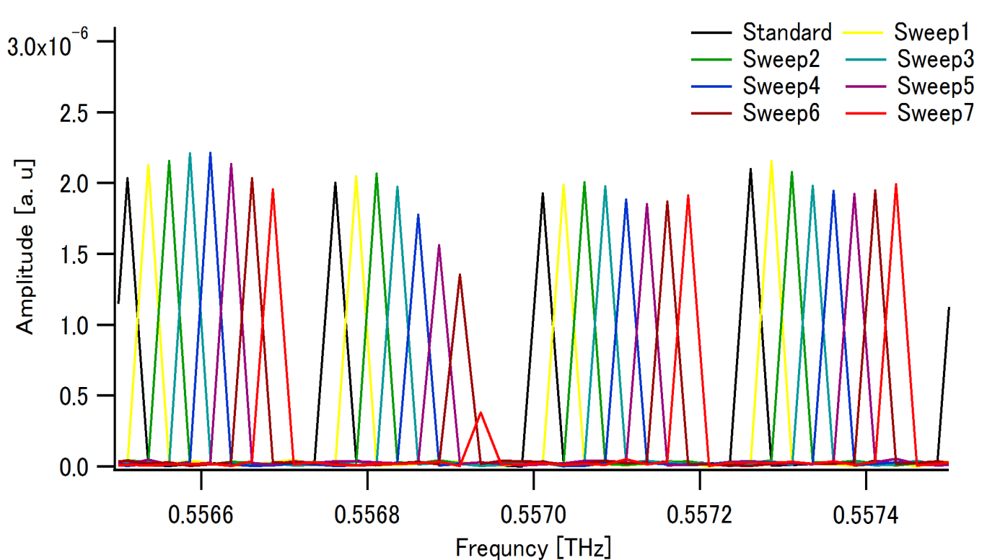 3.0x10⁻⁶
2.5
2.0
1.5
1.0
0.5
0.0
Amplitude [a. u]
Standard Sweep1
Sweep2 Sweep3
Sweep4 Sweep5
Sweep6 Sweep7
0.5566 0.5568 0.5570 0.5572 0.5574
Frequncy [THz]